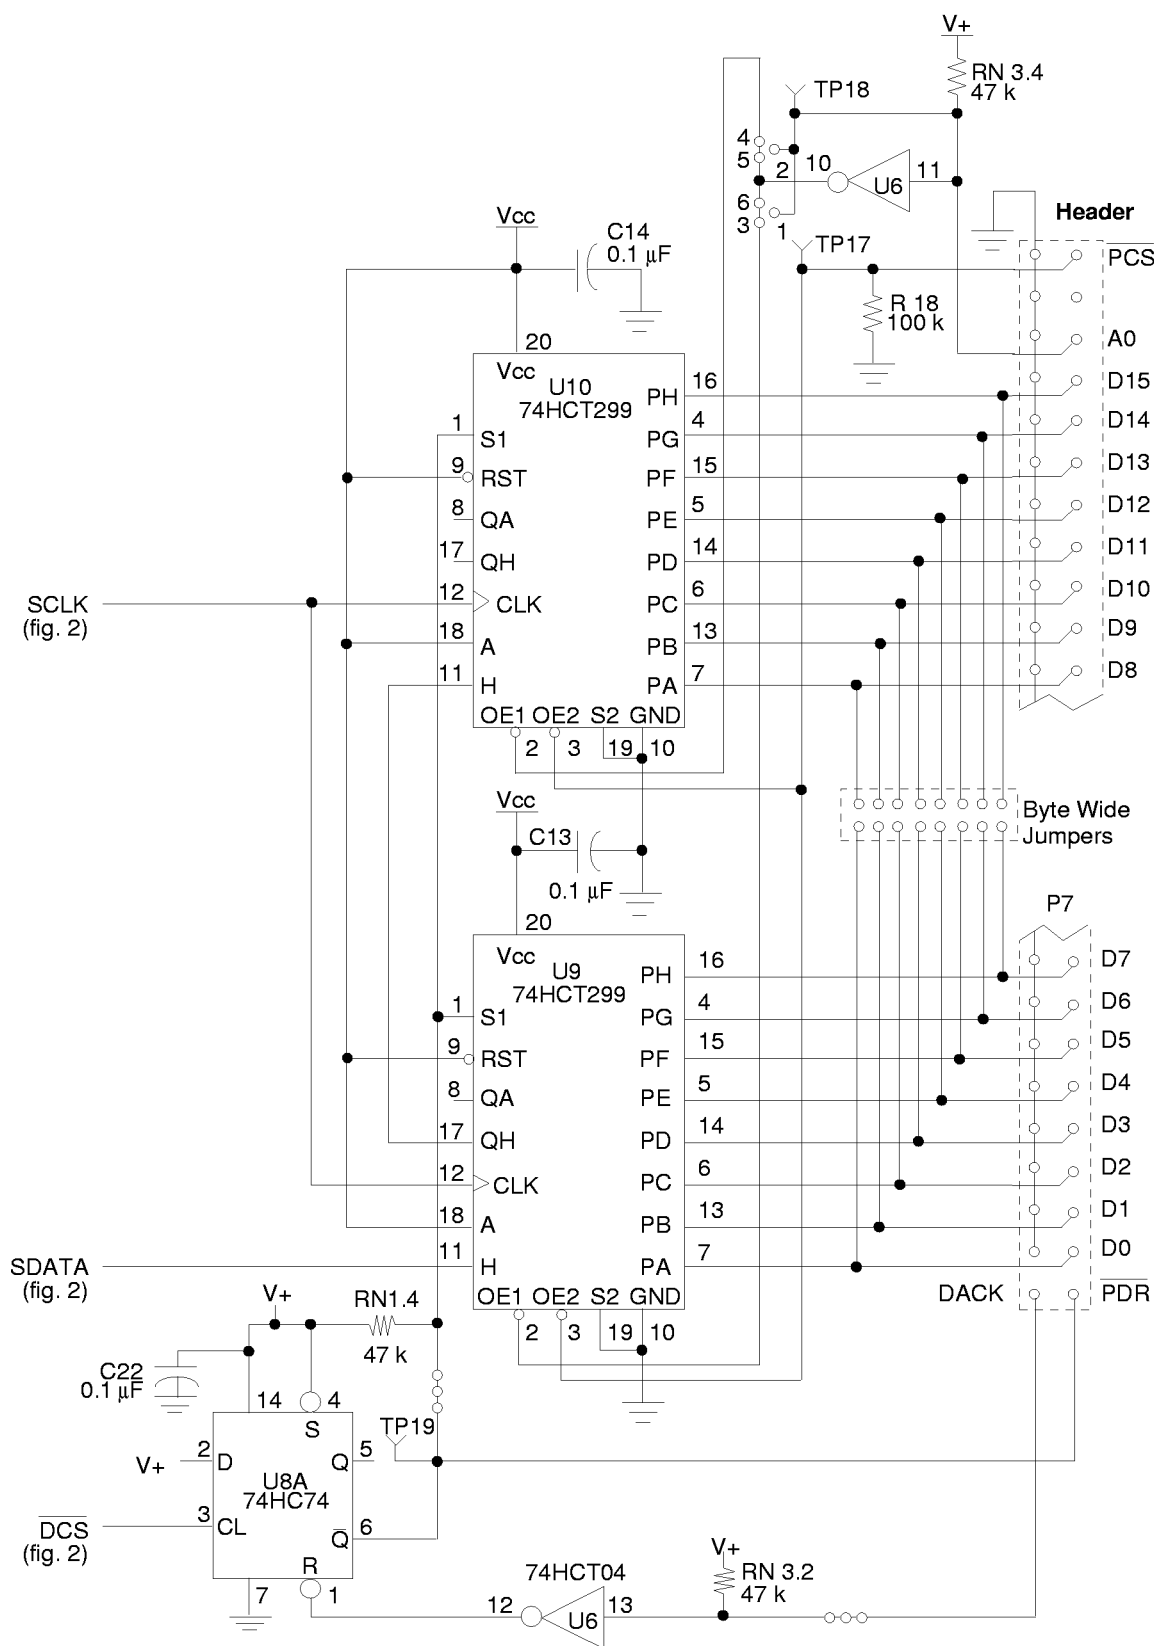 V+
RN 3.4
47 k
TP18
4
5
2
10
U6
11
6
3
1
TP17
Header
Vcc
C14
0.1 µF
PCS
R 18
100 k
A0
20
Vcc
U10
74HCT299
PH
16
D15
1
S1
PG
4
D14
9
RST
PF
15
D13
8
QA
PE
5
D12
17
QH
PD
14
D11
SCLK
(fig. 2)
12
CLK
PC
6
D10
18
A
PB
13
D9
11
H
PA
7
D8
OE1 OE2 S2 GND
2
3
19
10
Vcc
C13
0.1 µF
Byte Wide
Jumpers
P7
20
Vcc
U9
74HCT299
PH
16
D7
1
S1
PG
4
D6
9
RST
PF
15
D5
8
QA
PE
5
D4
17
QH
PD
14
D3
12
CLK
PC
6
D2
18
A
PB
13
D1
SDATA
(fig. 2)
11
H
PA
7
D0
OE1 OE2 S2 GND
2
3
19
10
DACK
PDR
V+
RN1.4
47 k
C22
0.1 µF
14
4
S
TP19
V+
2
D
Q
5
U8A
74HC74
DCS
(fig. 2)
3
CL
Q
6
R
7
1
74HCT04
12
U6
13
V+
RN 3.2
47 k